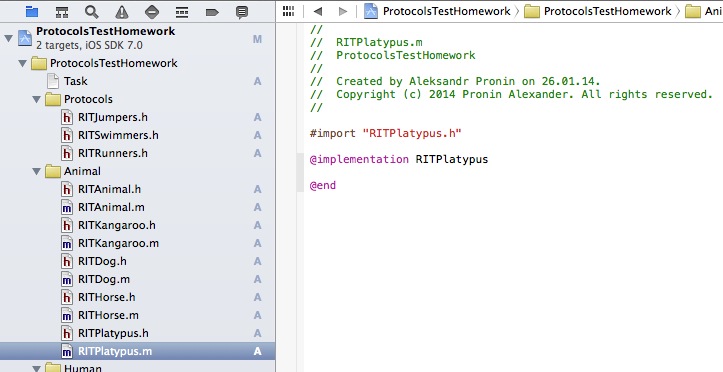 ProtocolsTestHomework
2 targets, iOS SDK 7.0
M
ProtocolsTestHomework
Task
A
Protocols
RITJumpers.h
A
RITSwimmers.h
A
RITRunners.h
A
Animal
RITAnimal.h
A
RITAnimal.m
A
RITKangaroo.h
A
RITKangaroo.m
A
RITDog.h
A
RITDog.m
A
RITHorse.h
A
RITHorse.m
A
RITPlatypus.h
A
RITPlatypus.m
A
Human
ProtocolsTestHomework
ProtocolsTestHomework
Ani
//
//  RITPlatypus.m
//  ProtocolsTestHomework
//
//  Created by Aleksandr Pronin on 26.01.14.
//  Copyright (c) 2014 Pronin Alexander. All rights reserved.
//
#import "RITPlatypus.h"
@implementation RITPlatypus
@end